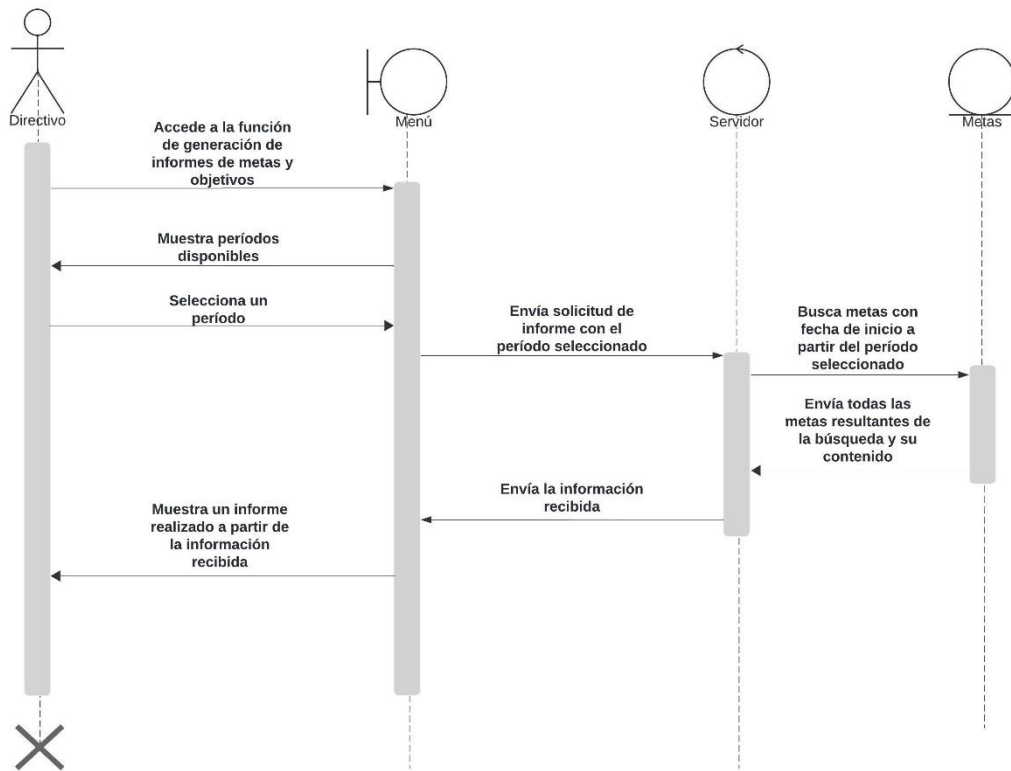 Directivo
Menú
Servidor
Metas
Accede a la función
de generación de
informes de metas y
objetivos
Muestra períodos
disponibles
Selecciona un
período
Envía solicitud de
informe con el
período seleccionado
Busca metas con
fecha de inicio a
partir del período
seleccionado
Envía todas las
metas resultantes de
la búsqueda y su
contenido
Envía la información
recibida
Muestra un informe
realizado a partir de
la información
recibida